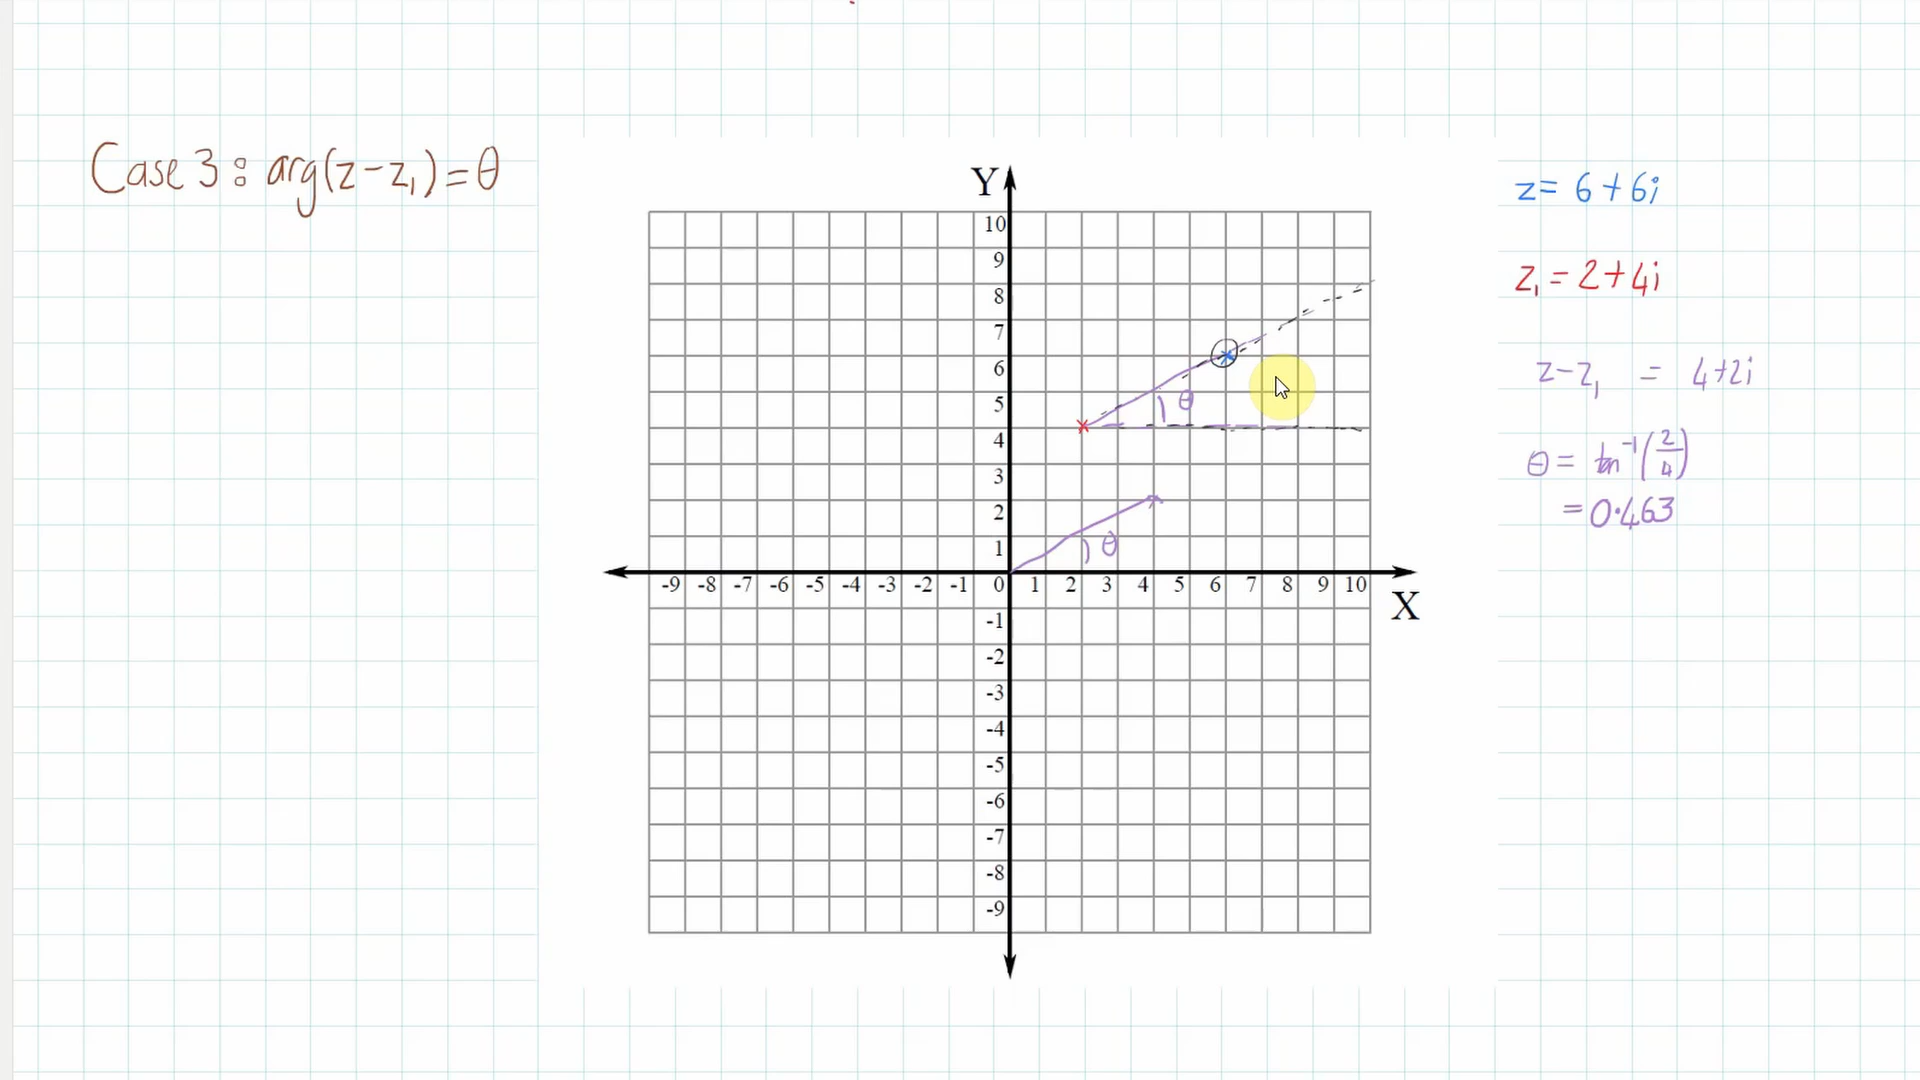 Case 3: arg(z-z₁)=θ
z= 6+6i
z₁=2+4i
z-z₁ = 4+2i
θ= tan⁻¹(2/4)
=0.463
Y
10
9
8
7
6
5
4
3
2
1
θ
θ
-9 -8 -7 -6 -5 -4 -3 -2 -1 0 1 2 3 4 5 6 7 8 9 10
X
-1
-2
-3
-4
-5
-6
-7
-8
-9